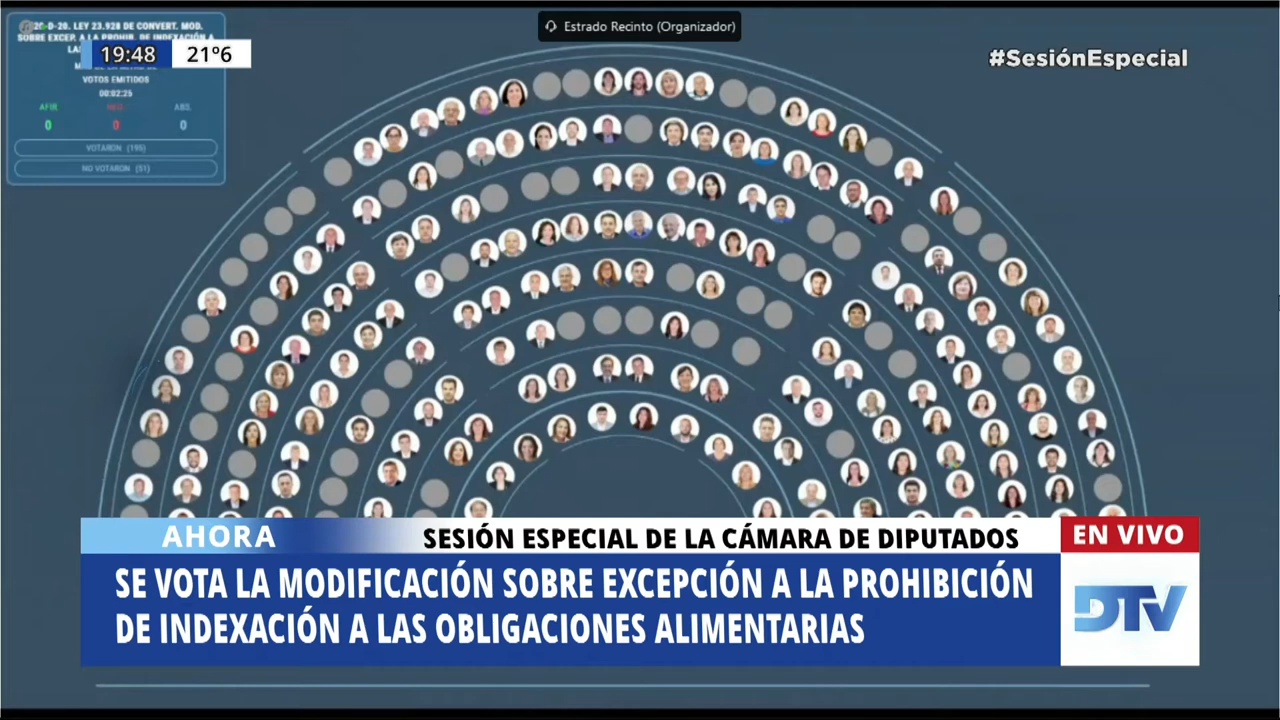 Estrado Recinto (Organizador)
20-D-20. LEY 23.928 DE CONVERT. MOD.
SOBRE EXCEP. A LA PROHIB. DE INDEXACIÓN A
19:48 21º6
VOTOS EMITIDOS
00:02:25
AFIR NEG ABS.
0 0 0
VOTARON (195)
NO VOTARON (51)
#SesiónEspecial
AHORA
SESIÓN ESPECIAL DE LA CÁMARA DE DIPUTADOS
EN VIVO
SE VOTA LA MODIFICACIÓN SOBRE EXCEPCIÓN A LA PROHIBICIÓN
DE INDEXACIÓN A LAS OBLIGACIONES ALIMENTARIAS
DTV